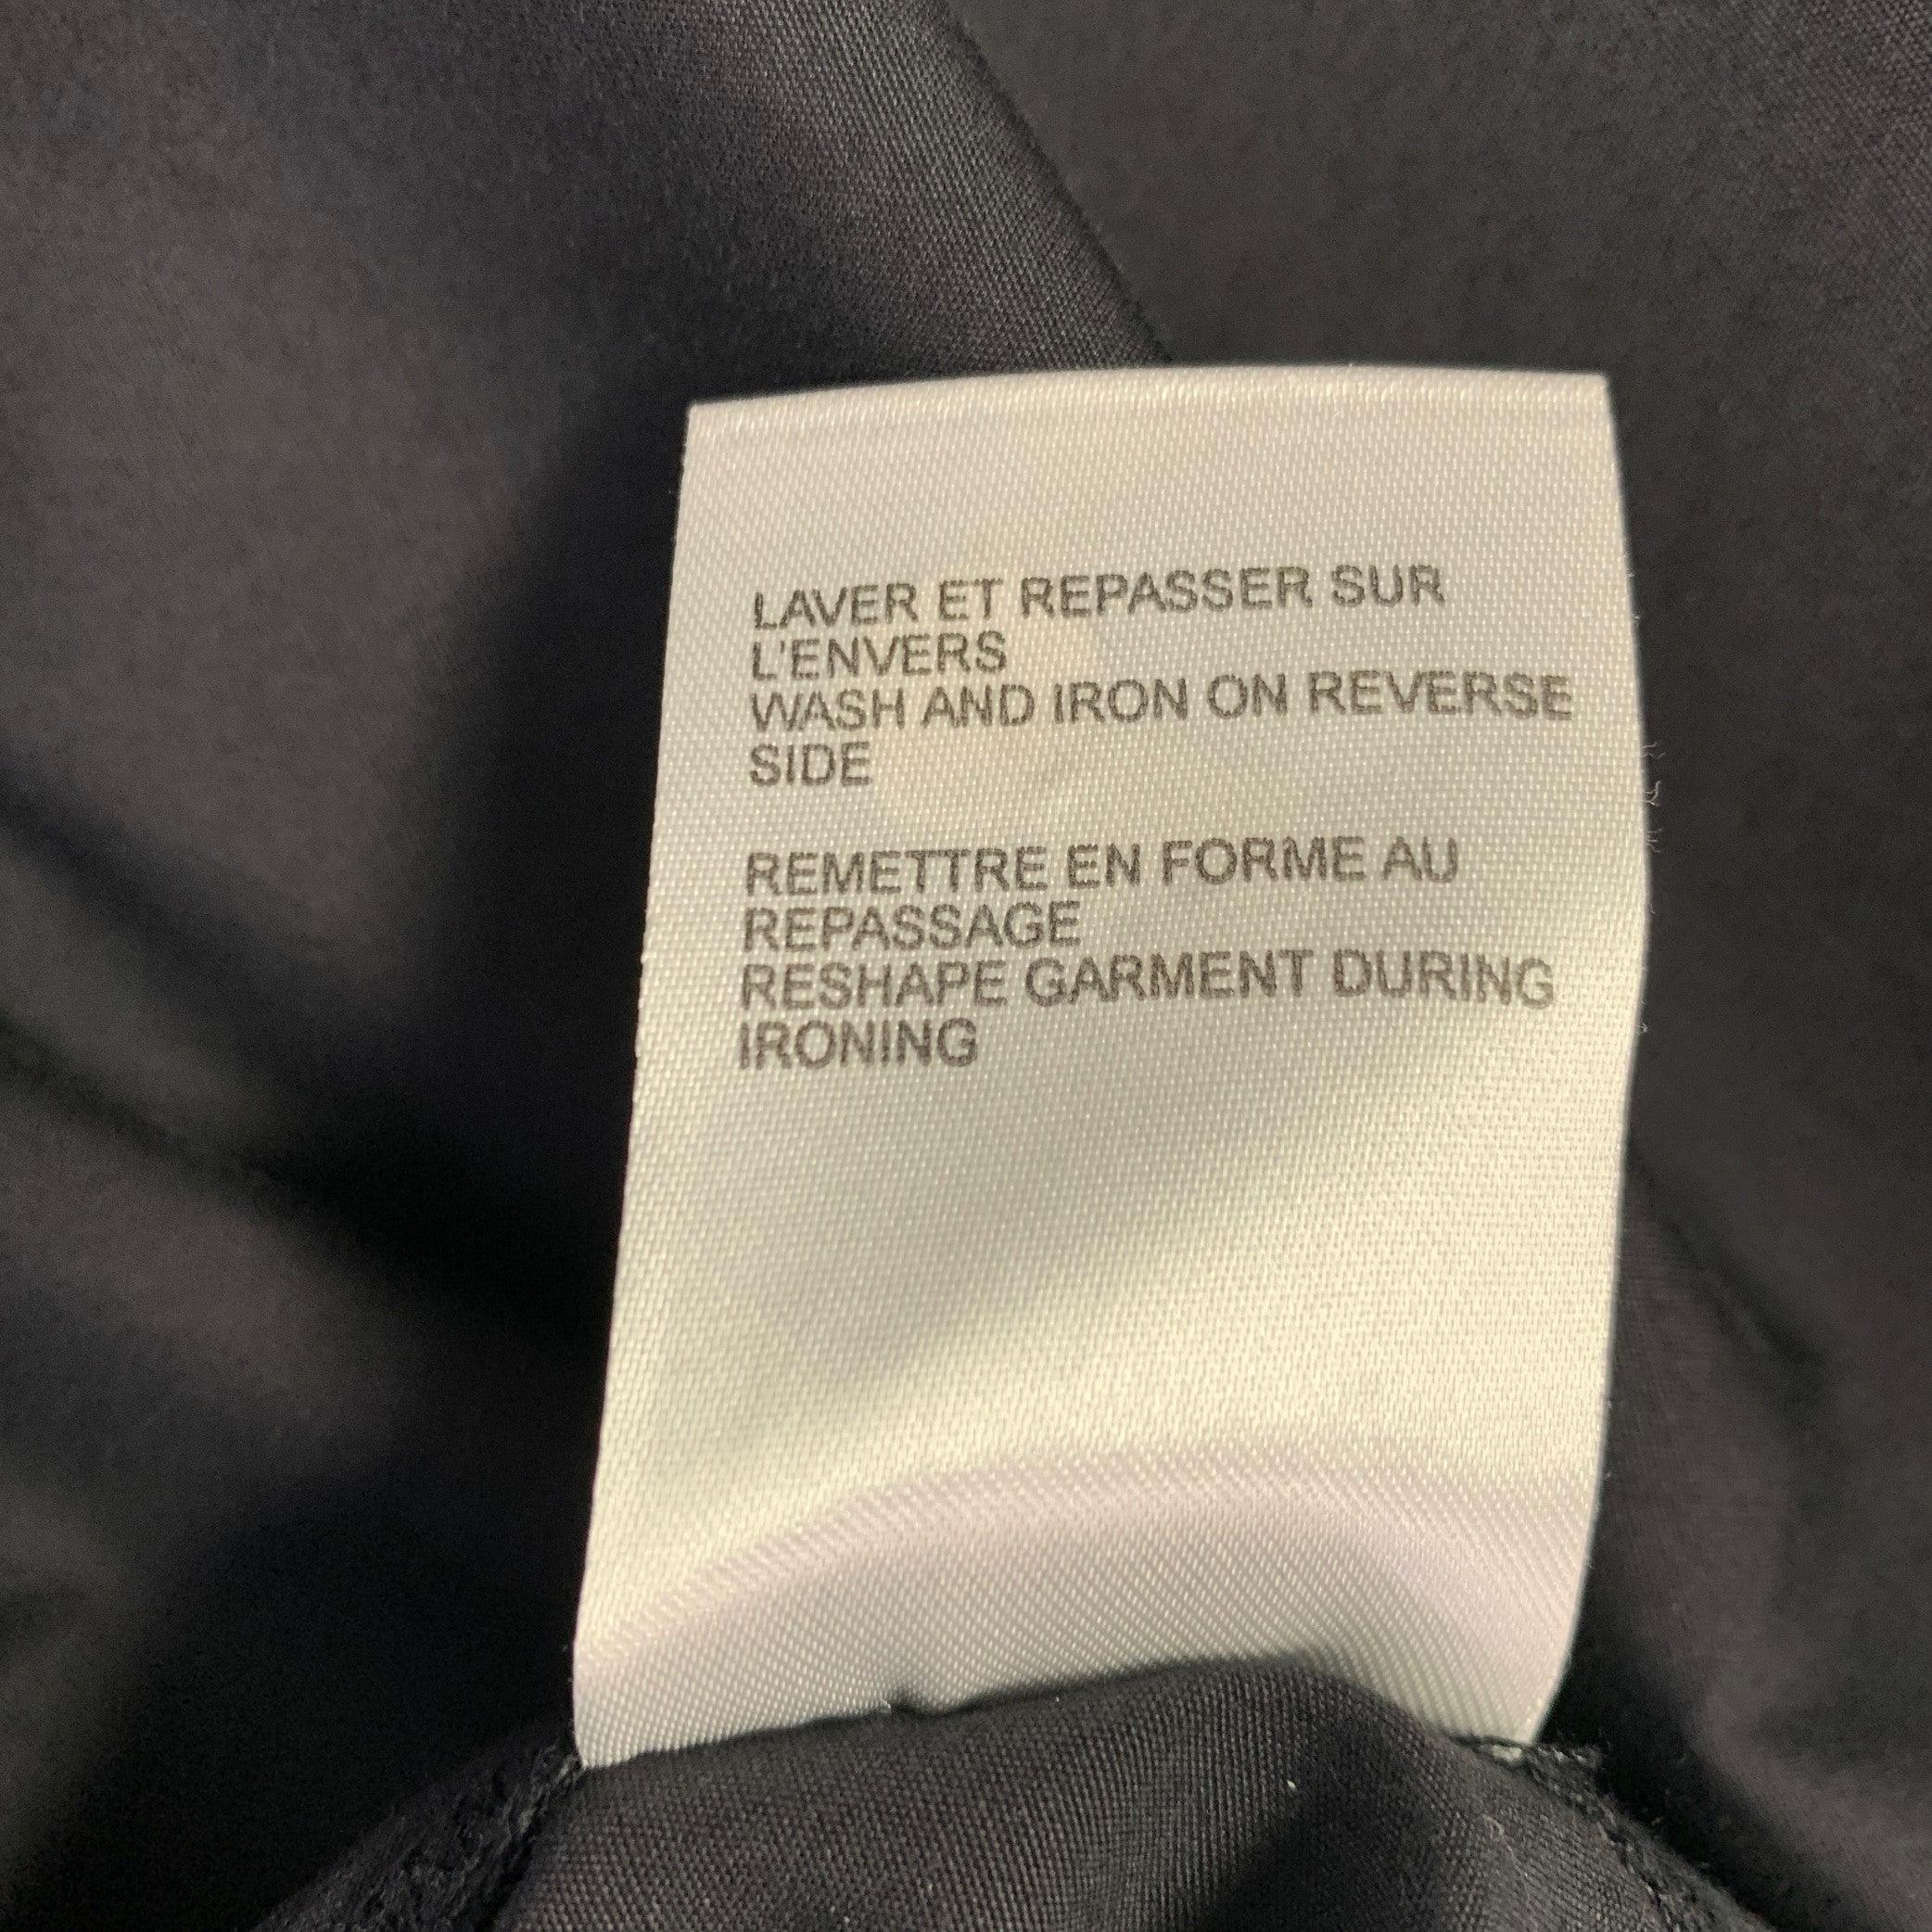 LAVER ET REPASSER SUR
L'ENVERS
WASH AND IRON ON REVERSE
SIDE
REMETTRE EN FORME AU
REPASSAGE
RESHAPE GARMENT DURING
IRONING